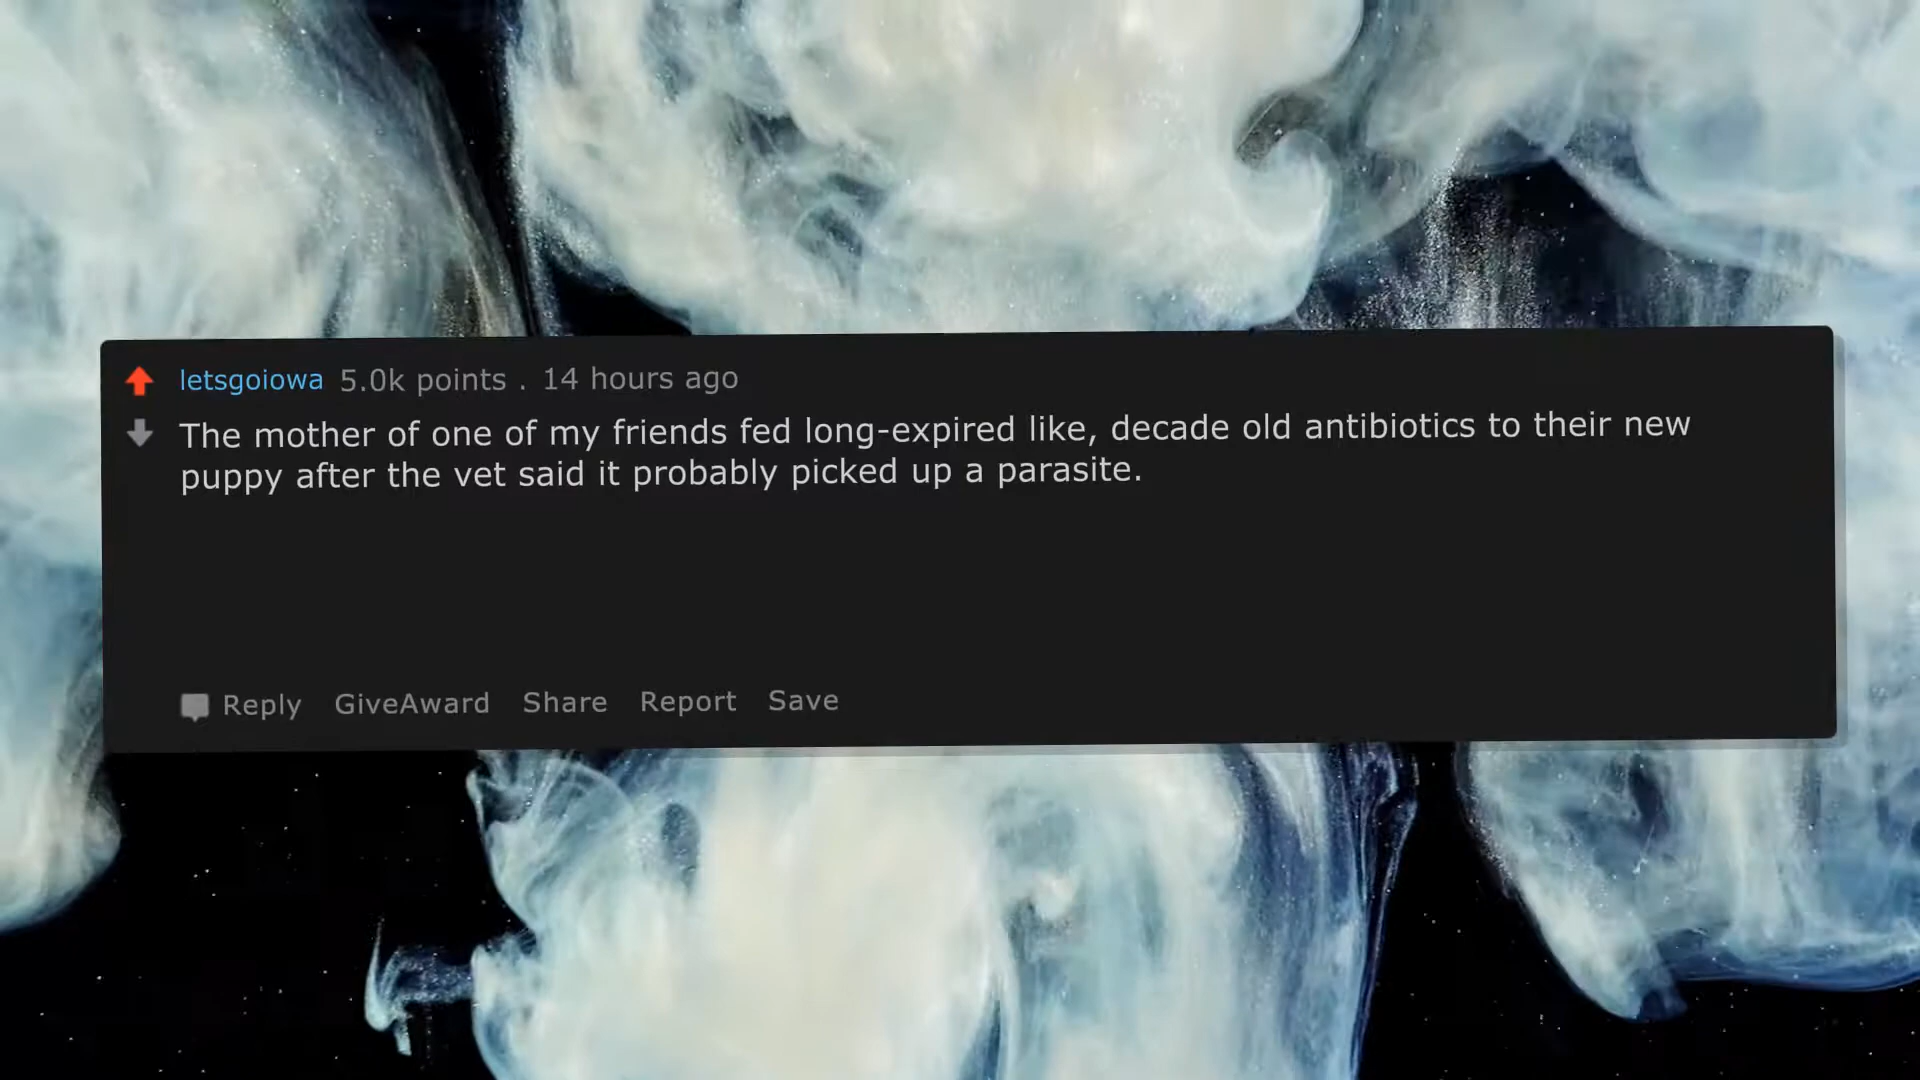 letsgoiowa 5.0k points . 14 hours ago
The mother of one of my friends fed long-expired like, decade old antibiotics to their new
puppy after the vet said it probably picked up a parasite.
Reply GiveAward Share Report Save